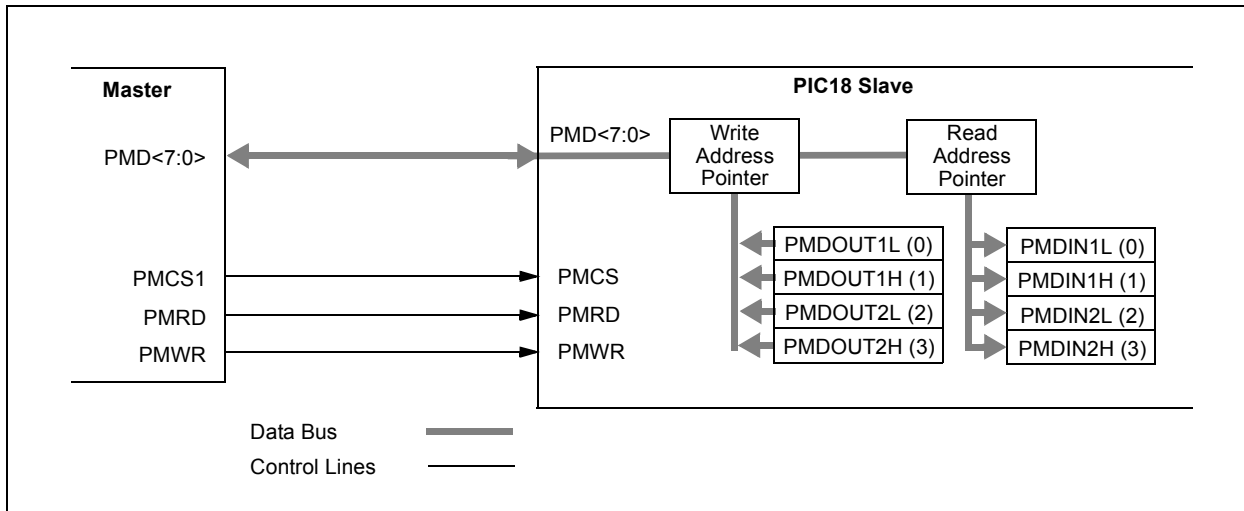 Master
PIC18 Slave
PMD<7:0>
PMD<7:0>
Write
Address
Pointer
Read
Address
Pointer
PMDOUT1L (0)
PMDOUT1H (1)
PMDOUT2L (2)
PMDOUT2H (3)
PMDIN1L (0)
PMDIN1H (1)
PMDIN2L (2)
PMDIN2H (3)
PMCS1
PMCS
PMRD
PMRD
PMWR
PMWR
Data Bus
Control Lines